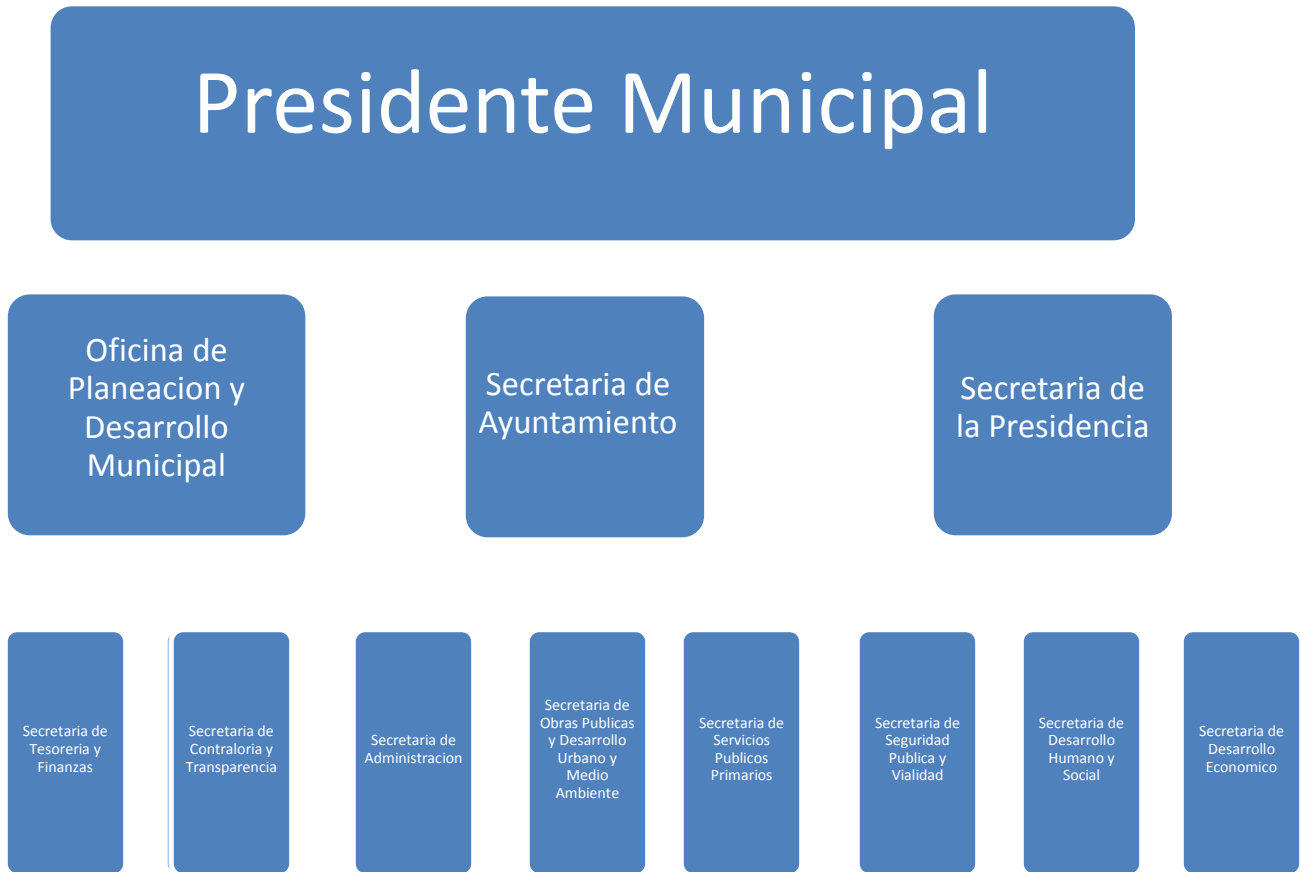 Presidente Municipal
Oficina de
Planeacion y
Desarrollo
Municipal
Secretaria de
Ayuntamiento
Secretaria de
la Presidencia
Secretaria de
Tesoreria y
Finanzas
Secretaria de
Contraloria y
Transparencia
Secretaria de
Administracion
Secretaria de
Obras Publicas
y Desarrollo
Urbano y
Medio
Ambiente
Secretaria de
Servicios
Publicos
Primarios
Secretaria de
Seguridad
Publica y
Vialidad
Secretaria de
Desarrollo
Humano y
Social
Secretaria de
Desarrollo
Economico